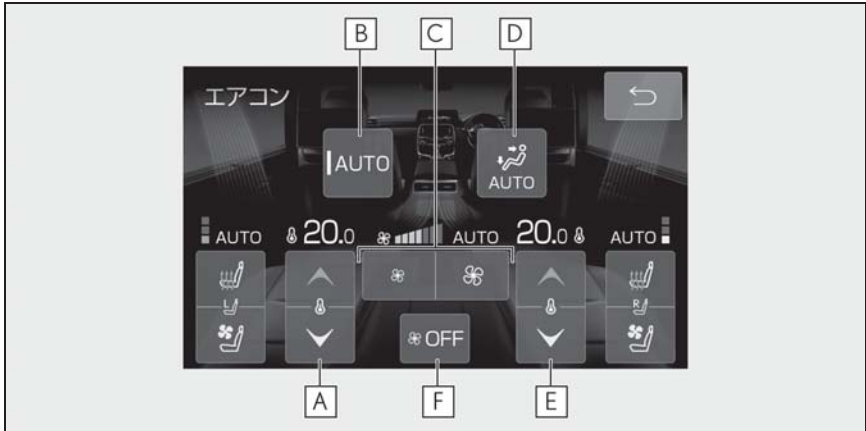 B C D
エアコン
AUTO
AUTO
AUTO 20.0 AUTO 20.0 AUTO
L R
OFF
A F E